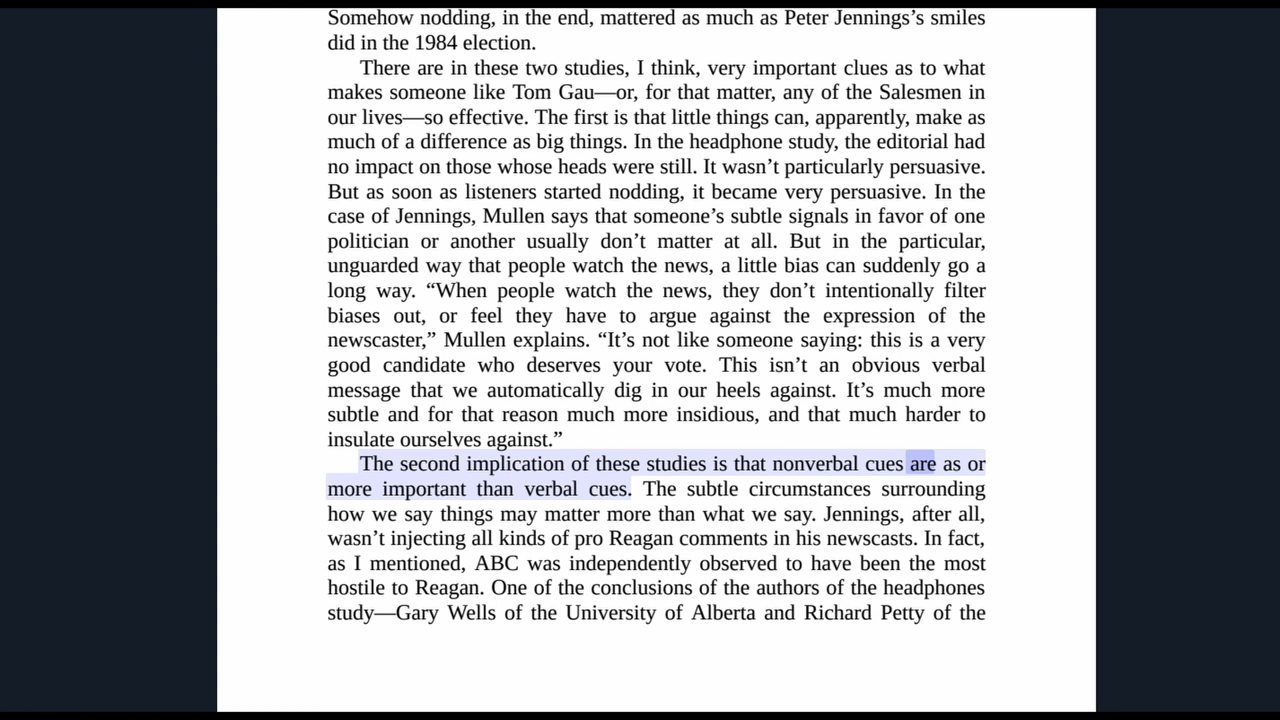 Somehow nodding, in the end, mattered as much as Peter Jennings’s smiles
did in the 1984 election.
There are in these two studies, I think, very important clues as to what
makes someone like Tom Gau—or, for that matter, any of the Salesmen in
our lives—so effective. The first is that little things can, apparently, make as
much of a difference as big things. In the headphone study, the editorial had
no impact on those whose heads were still. It wasn’t particularly persuasive.
But as soon as listeners started nodding, it became very persuasive. In the
case of Jennings, Mullen says that someone’s subtle signals in favor of one
politician or another usually don’t matter at all. But in the particular,
unguarded way that people watch the news, a little bias can suddenly go a
long way. “When people watch the news, they don’t intentionally filter
biases out, or feel they have to argue against the expression of the
newscaster,” Mullen explains. “It’s not like someone saying: this is a very
good candidate who deserves your vote. This isn’t an obvious verbal
message that we automatically dig in our heels against. It’s much more
subtle and for that reason much more insidious, and that much harder to
insulate ourselves against.”
The second implication of these studies is that nonverbal cues are as or
more important than verbal cues. The subtle circumstances surrounding
how we say things may matter more than what we say. Jennings, after all,
wasn’t injecting all kinds of pro Reagan comments in his newscasts. In fact,
as I mentioned, ABC was independently observed to have been the most
hostile to Reagan. One of the conclusions of the authors of the headphones
study—Gary Wells of the University of Alberta and Richard Petty of the